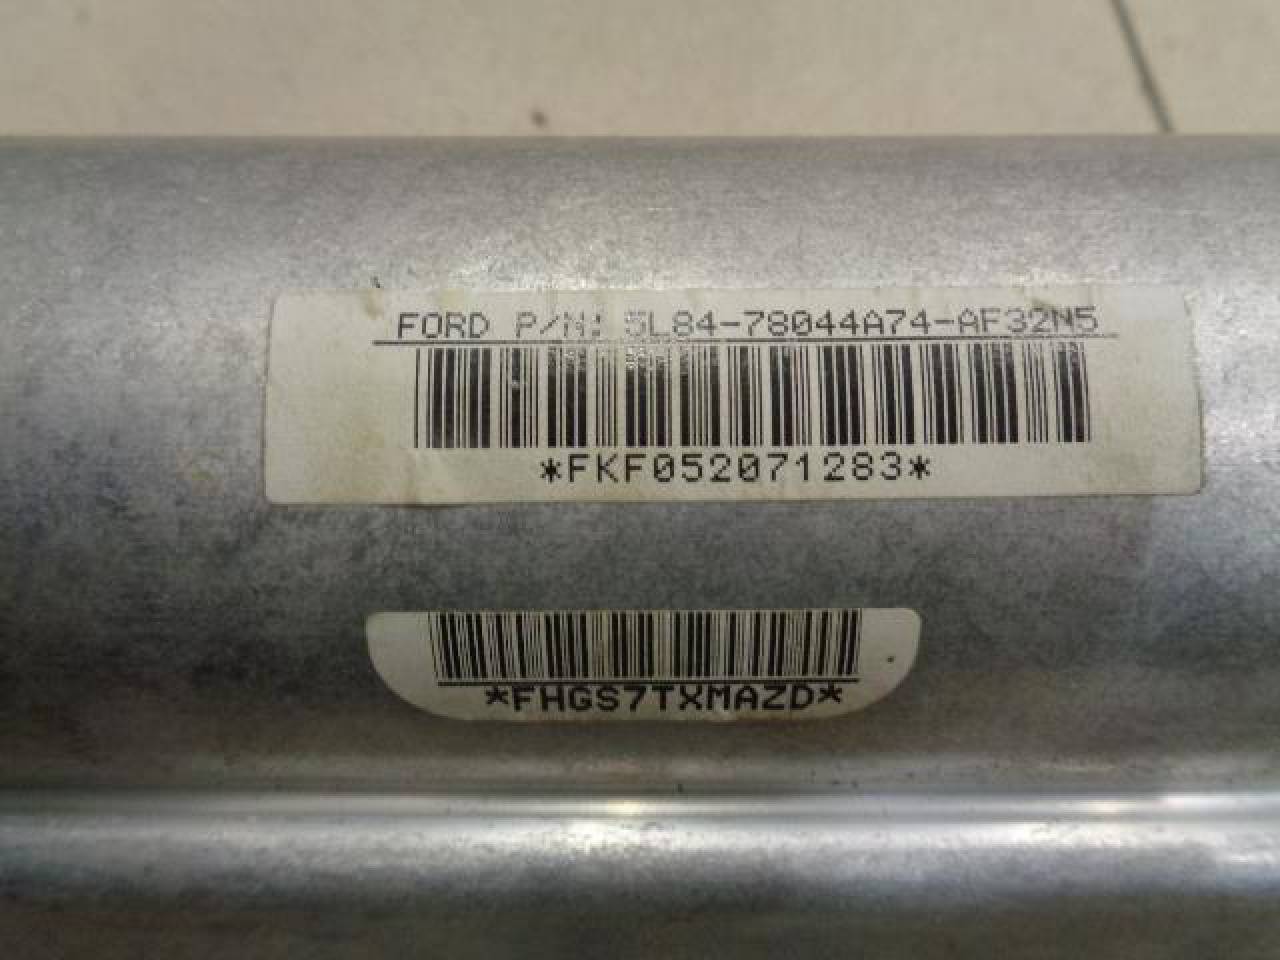 FORD P/N: 5L84-78044A74-AF32N5
*FKF052071283*
*FHGS7TXMAZD*